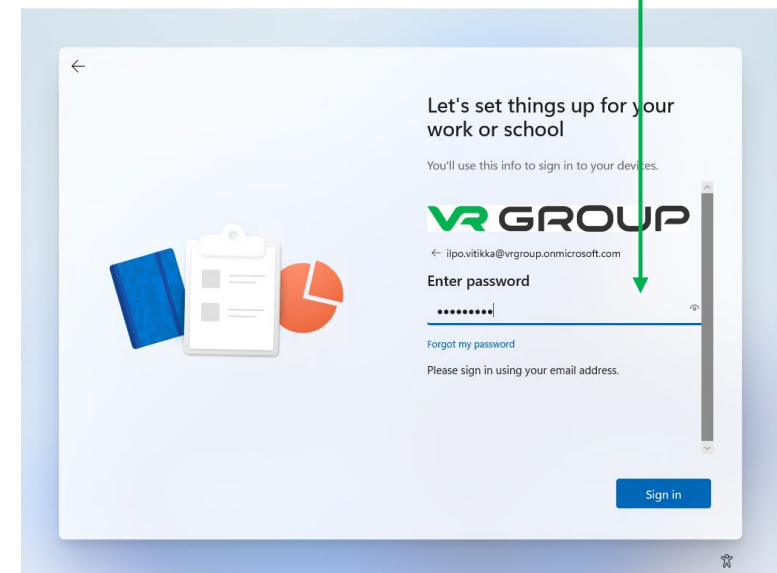 Let's set things up for your
work or school
You'll use this info to sign in to your devices.
VR GROUP
ilpo.vitikka@vrgroup.onmicrosoft.com
Enter password
•••••••••
Forgot my password
Please sign in using your email address.
Sign in